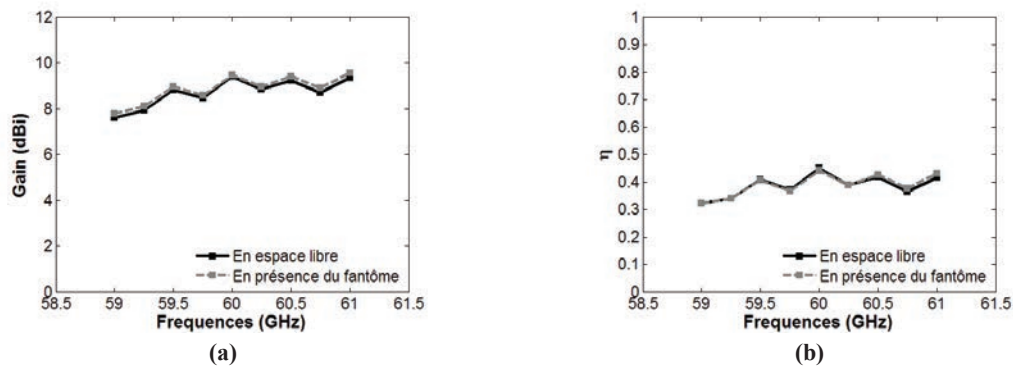 12
10
8
6
4
2
0
Gain (dBi)
En espace libre
En présence du fantôme
58.5 59 59.5 60 60.5 61 61.5
Frequences (GHz)
(a)
1
0.9
0.8
0.7
0.6
0.5
0.4
0.3
0.2
0.1
0
η
En espace libre
En présence du fantôme
58.5 59 59.5 60 60.5 61 61.5
Frequences (GHz)
(b)